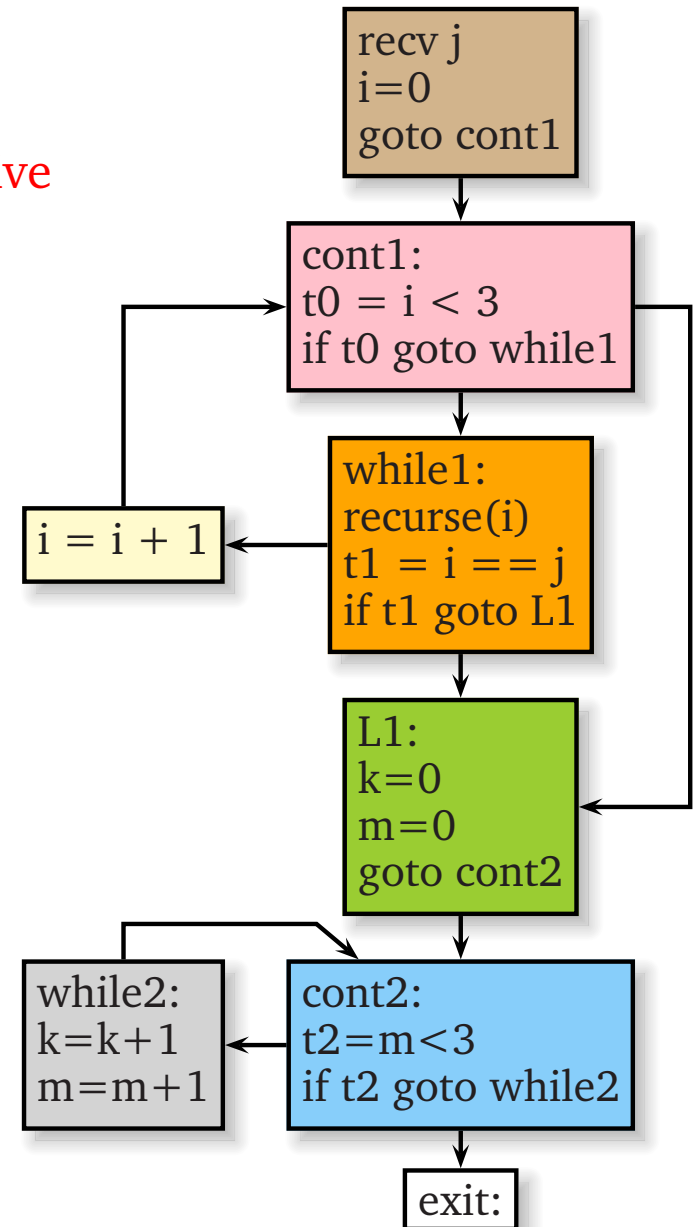 recv j
i=0
goto cont1
cont1:
t0 = i < 3
if t0 goto while1
while1:
recurse(i)
t1 = i == j
if t1 goto L1
i = i + 1
L1:
k=0
m=0
goto cont2
while2:
k=k+1
m=m+1
cont2:
t2=m<3
if t2 goto while2
exit: